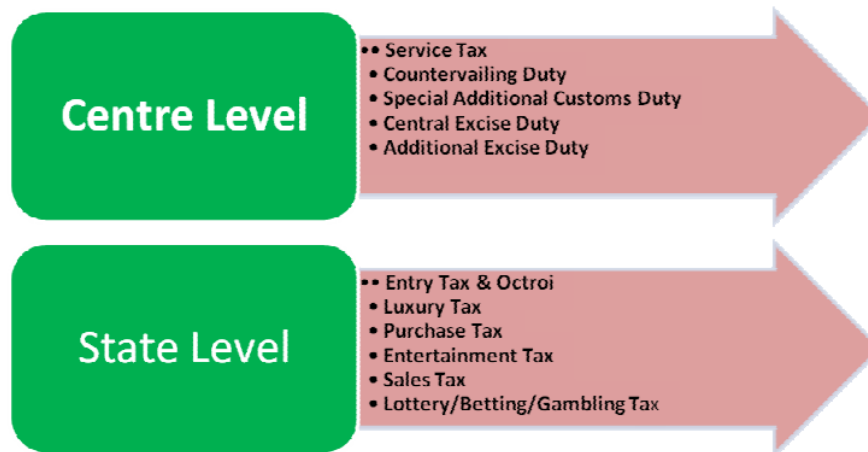 Centre Level
•• Service Tax
• Countervailing Duty
• Special Additional Customs Duty
• Central Excise Duty
• Additional Excise Duty
State Level
•• Entry Tax & Octroi
• Luxury Tax
• Purchase Tax
• Entertainment Tax
• Sales Tax
• Lottery/Betting/Gambling Tax